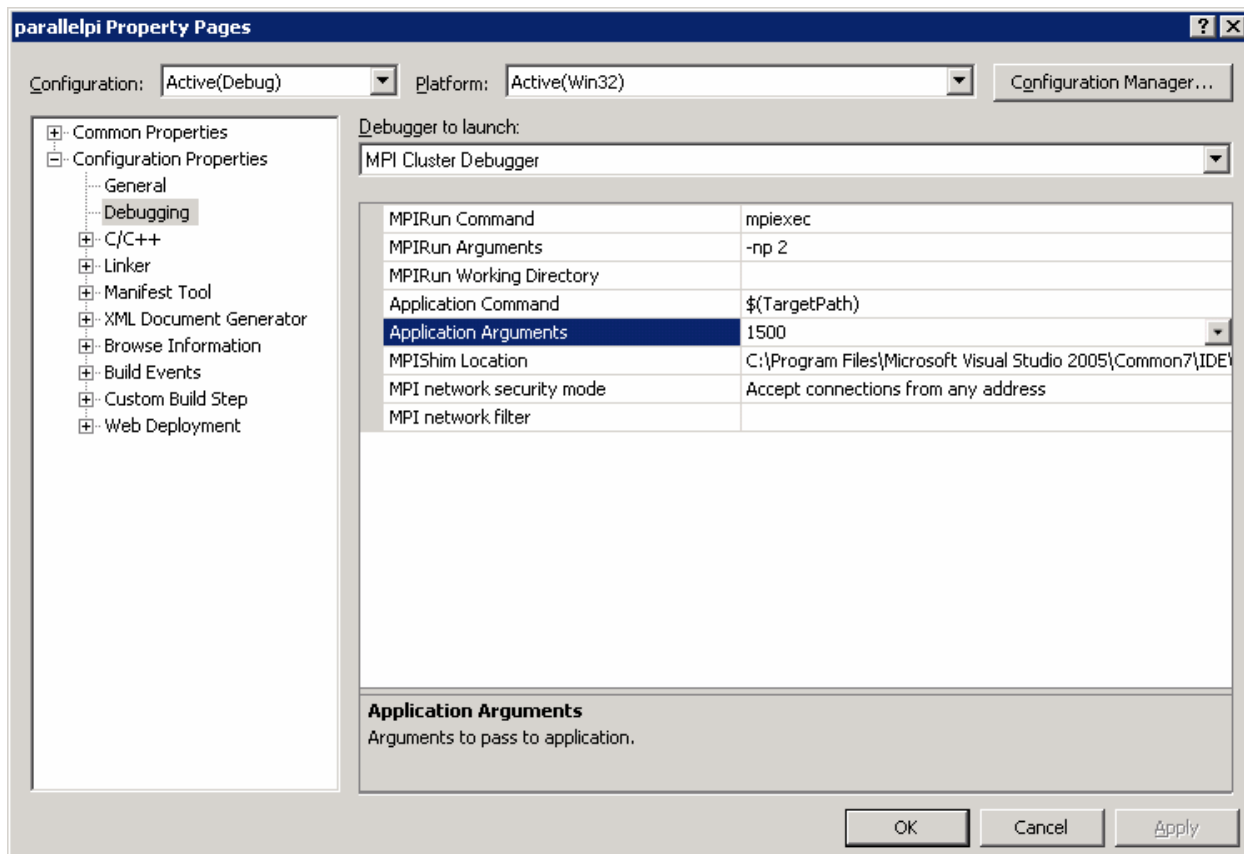 parallelpi Property Pages
Configuration: Active(Debug) Platform: Active(Win32) Configuration Manager...
Common Properties
Configuration Properties
General
Debugging
C/C++
Linker
Manifest Tool
XML Document Generator
Browse Information
Build Events
Custom Build Step
Web Deployment
Debugger to launch:
MPI Cluster Debugger
MPIRun Command mpiexec
MPIRun Arguments -np 2
MPIRun Working Directory
Application Command $(TargetPath)
Application Arguments 1500
MPIShim Location C:\Program Files\Microsoft Visual Studio 2005\Common7\IDE\
MPI network security mode Accept connections from any address
MPI network filter
Application Arguments
Arguments to pass to application.
OK Cancel Apply